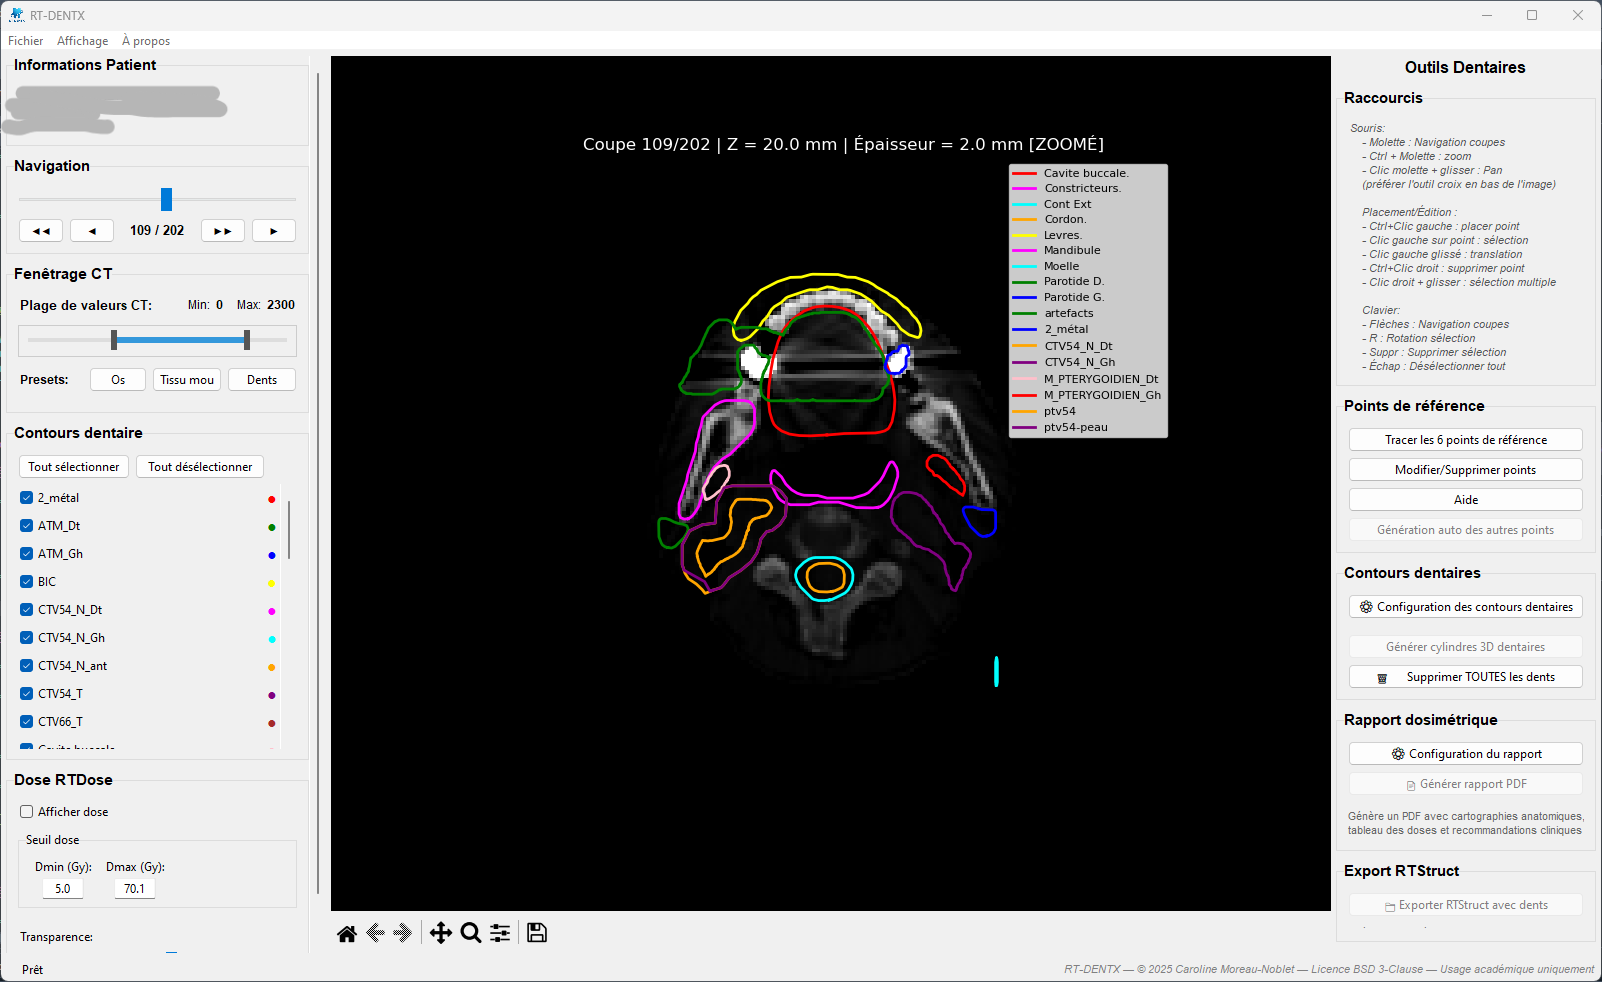 RT-DENTX
Fichier Affichage À propos
Informations Patient
Navigation
109 / 202
Fenêtrage CT
Plage de valeurs CT: Min: 0 Max: 2300
Presets: Os Tissu mou Dents
Contours dentaire
Tout sélectionner Tout désélectionner
2_métal
ATM_Dt
ATM_Gh
BIC
CTV54_N_Dt
CTV54_N_Gh
CTV54_N_ant
CTV54_T
CTV66_T
Cavite buccale
Dose RTDose
Afficher dose
Seuil dose
Dmin (Gy): Dmax (Gy):
5.0 70.1
Transparence:
Prêt
Coupe 109/202 | Z = 20.0 mm | Épaisseur = 2.0 mm [ZOOMÉ]
Cavite buccale.
Constricteurs.
Cont Ext
Cordon.
Levres.
Mandibule
Moelle
Parotide D.
Parotide G.
artefacts
2_métal
CTV54_N_Dt
CTV54_N_Gh
M_PTERYGOIDIEN_Dt
M_PTERYGOIDIEN_Gh
ptv54
ptv54-peau
Outils Dentaires
Raccourcis
Souris:
- Molette : Navigation coupes
- Ctrl + Molette : zoom
- Clic molette + glisser : Pan
(préférer l'outil croix en bas de l'image)
Placement/Édition :
- Ctrl+Clic gauche : placer point
- Clic gauche sur point : sélection
- Clic gauche glissé : translation
- Ctrl+Clic droit : supprimer point
- Clic droit + glisser : sélection multiple
Clavier:
- Flèches : Navigation coupes
- R : Rotation sélection
- Suppr : Supprimer sélection
- Échap : Désélectionner tout
Points de référence
Tracer les 6 points de référence
Modifier/Supprimer points
Aide
Génération auto des autres points
Contours dentaires
Configuration des contours dentaires
Générer cylindres 3D dentaires
Supprimer TOUTES les dents
Rapport dosimétrique
Configuration du rapport
Générer rapport PDF
Génère un PDF avec cartographies anatomiques,
tableau des doses et recommandations cliniques
Export RTStruct
Exporter RTStruct avec dents
RT-DENTX — © 2025 Caroline Moreau-Noblet — Licence BSD 3-Clause — Usage académique uniquement